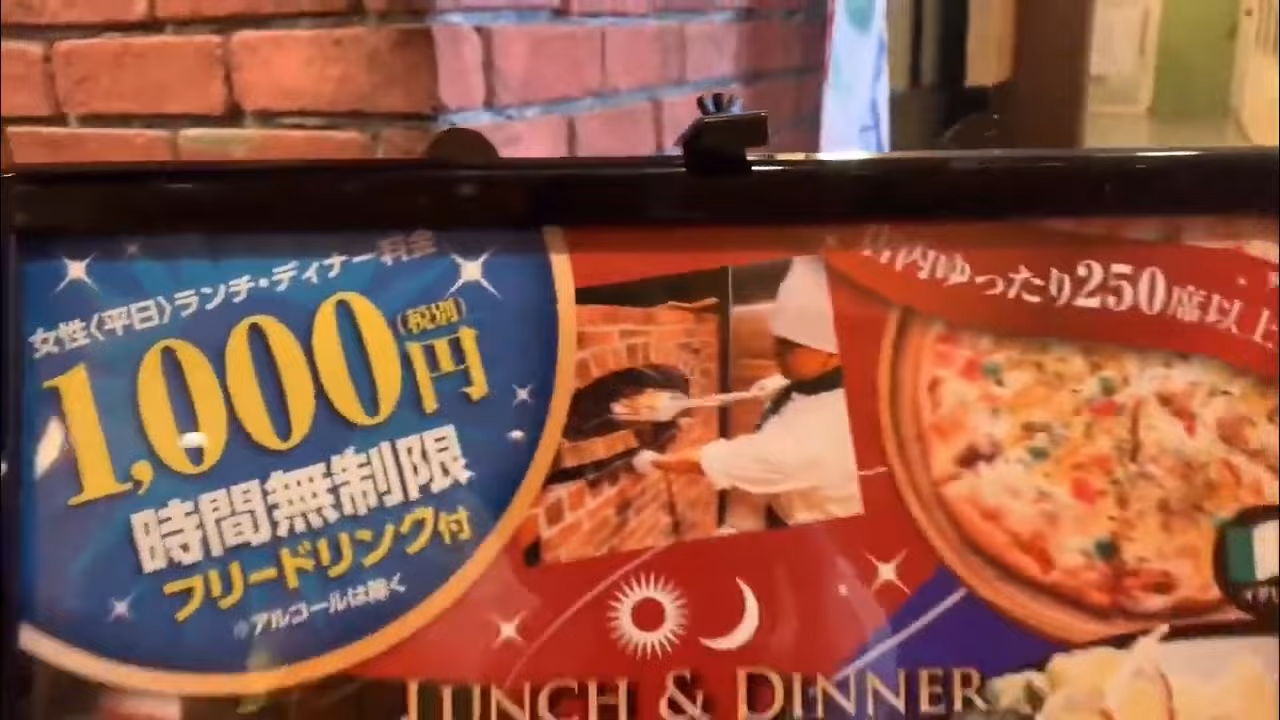 女性〈平日〉ランチ・ディナー料金
1,000円(税別)
時間無制限
フリードリンク付
※アルコールは除く
店内ゆったり250席以上
LUNCH & DINNER